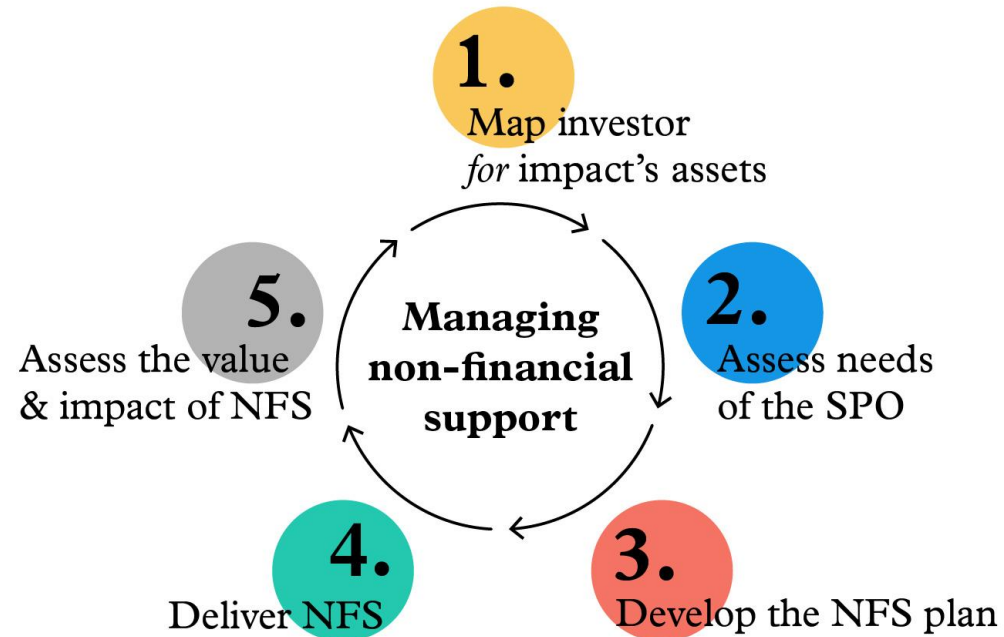 1.
Map investor
for impact’s assets
2.
Assess needs
of the SPO
3.
Develop the NFS plan
4.
Deliver NFS
5.
Assess the value
& impact of NFS
Managing
non-financial
support